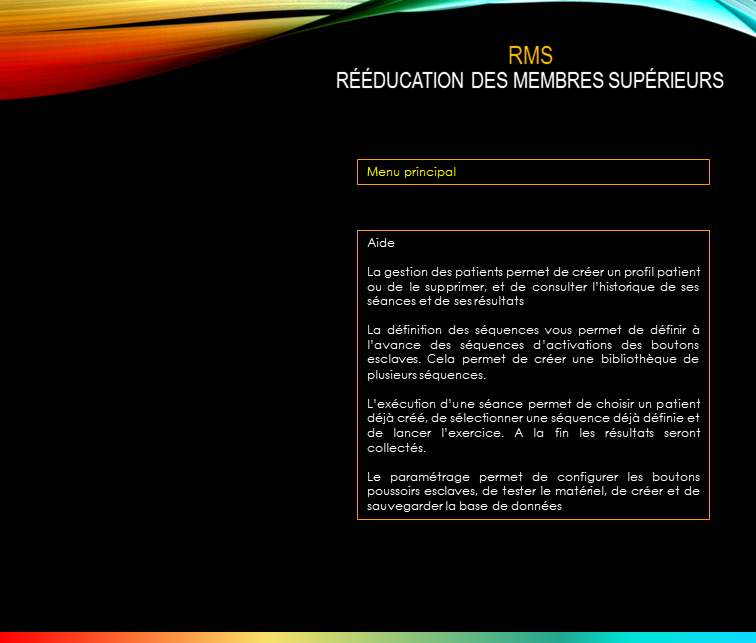 RMS
RÉÉDUCATION DES MEMBRES SUPÉRIEURS
Menu principal
Aide
La gestion des patients permet de créer un profil patient
ou de le supprimer, et de consulter l'historique de ses
séances et de ses résultats
La définition des séquences vous permet de définir à
l'avance des séquences d'activations des boutons
esclaves. Cela permet de créer une bibliothèque de
plusieurs séquences.
L'exécution d'une séance permet de choisir un patient
déjà créé, de sélectionner une séquence déjà définie et
de lancer l'exercice. A la fin les résultats seront
collectés.
Le paramétrage permet de configurer les boutons
poussoirs esclaves, de tester le matériel, de créer et de
sauvegarder la base de données